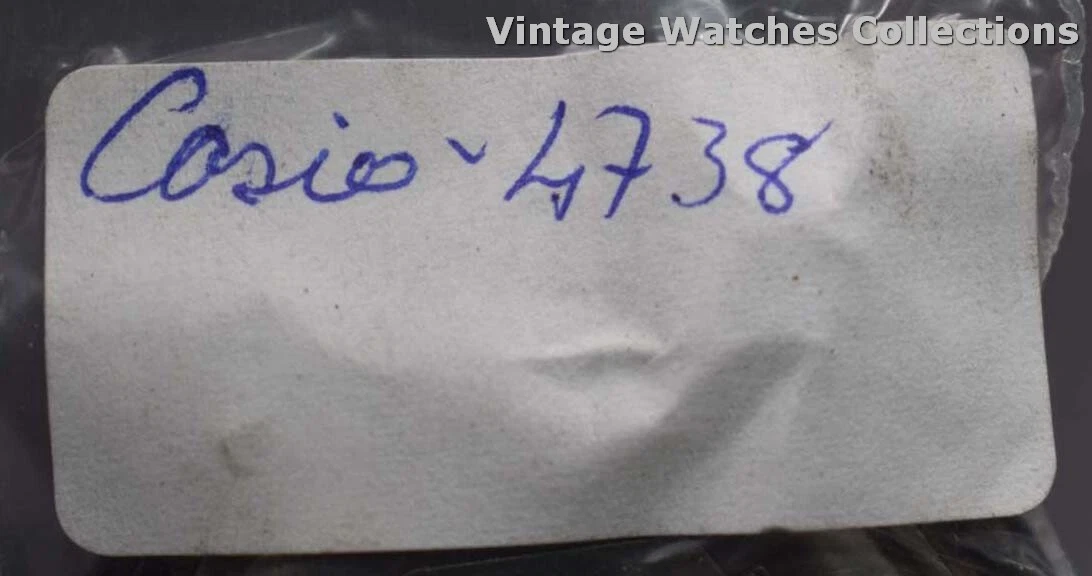 Vintage Watches Collections
Casio - 4738